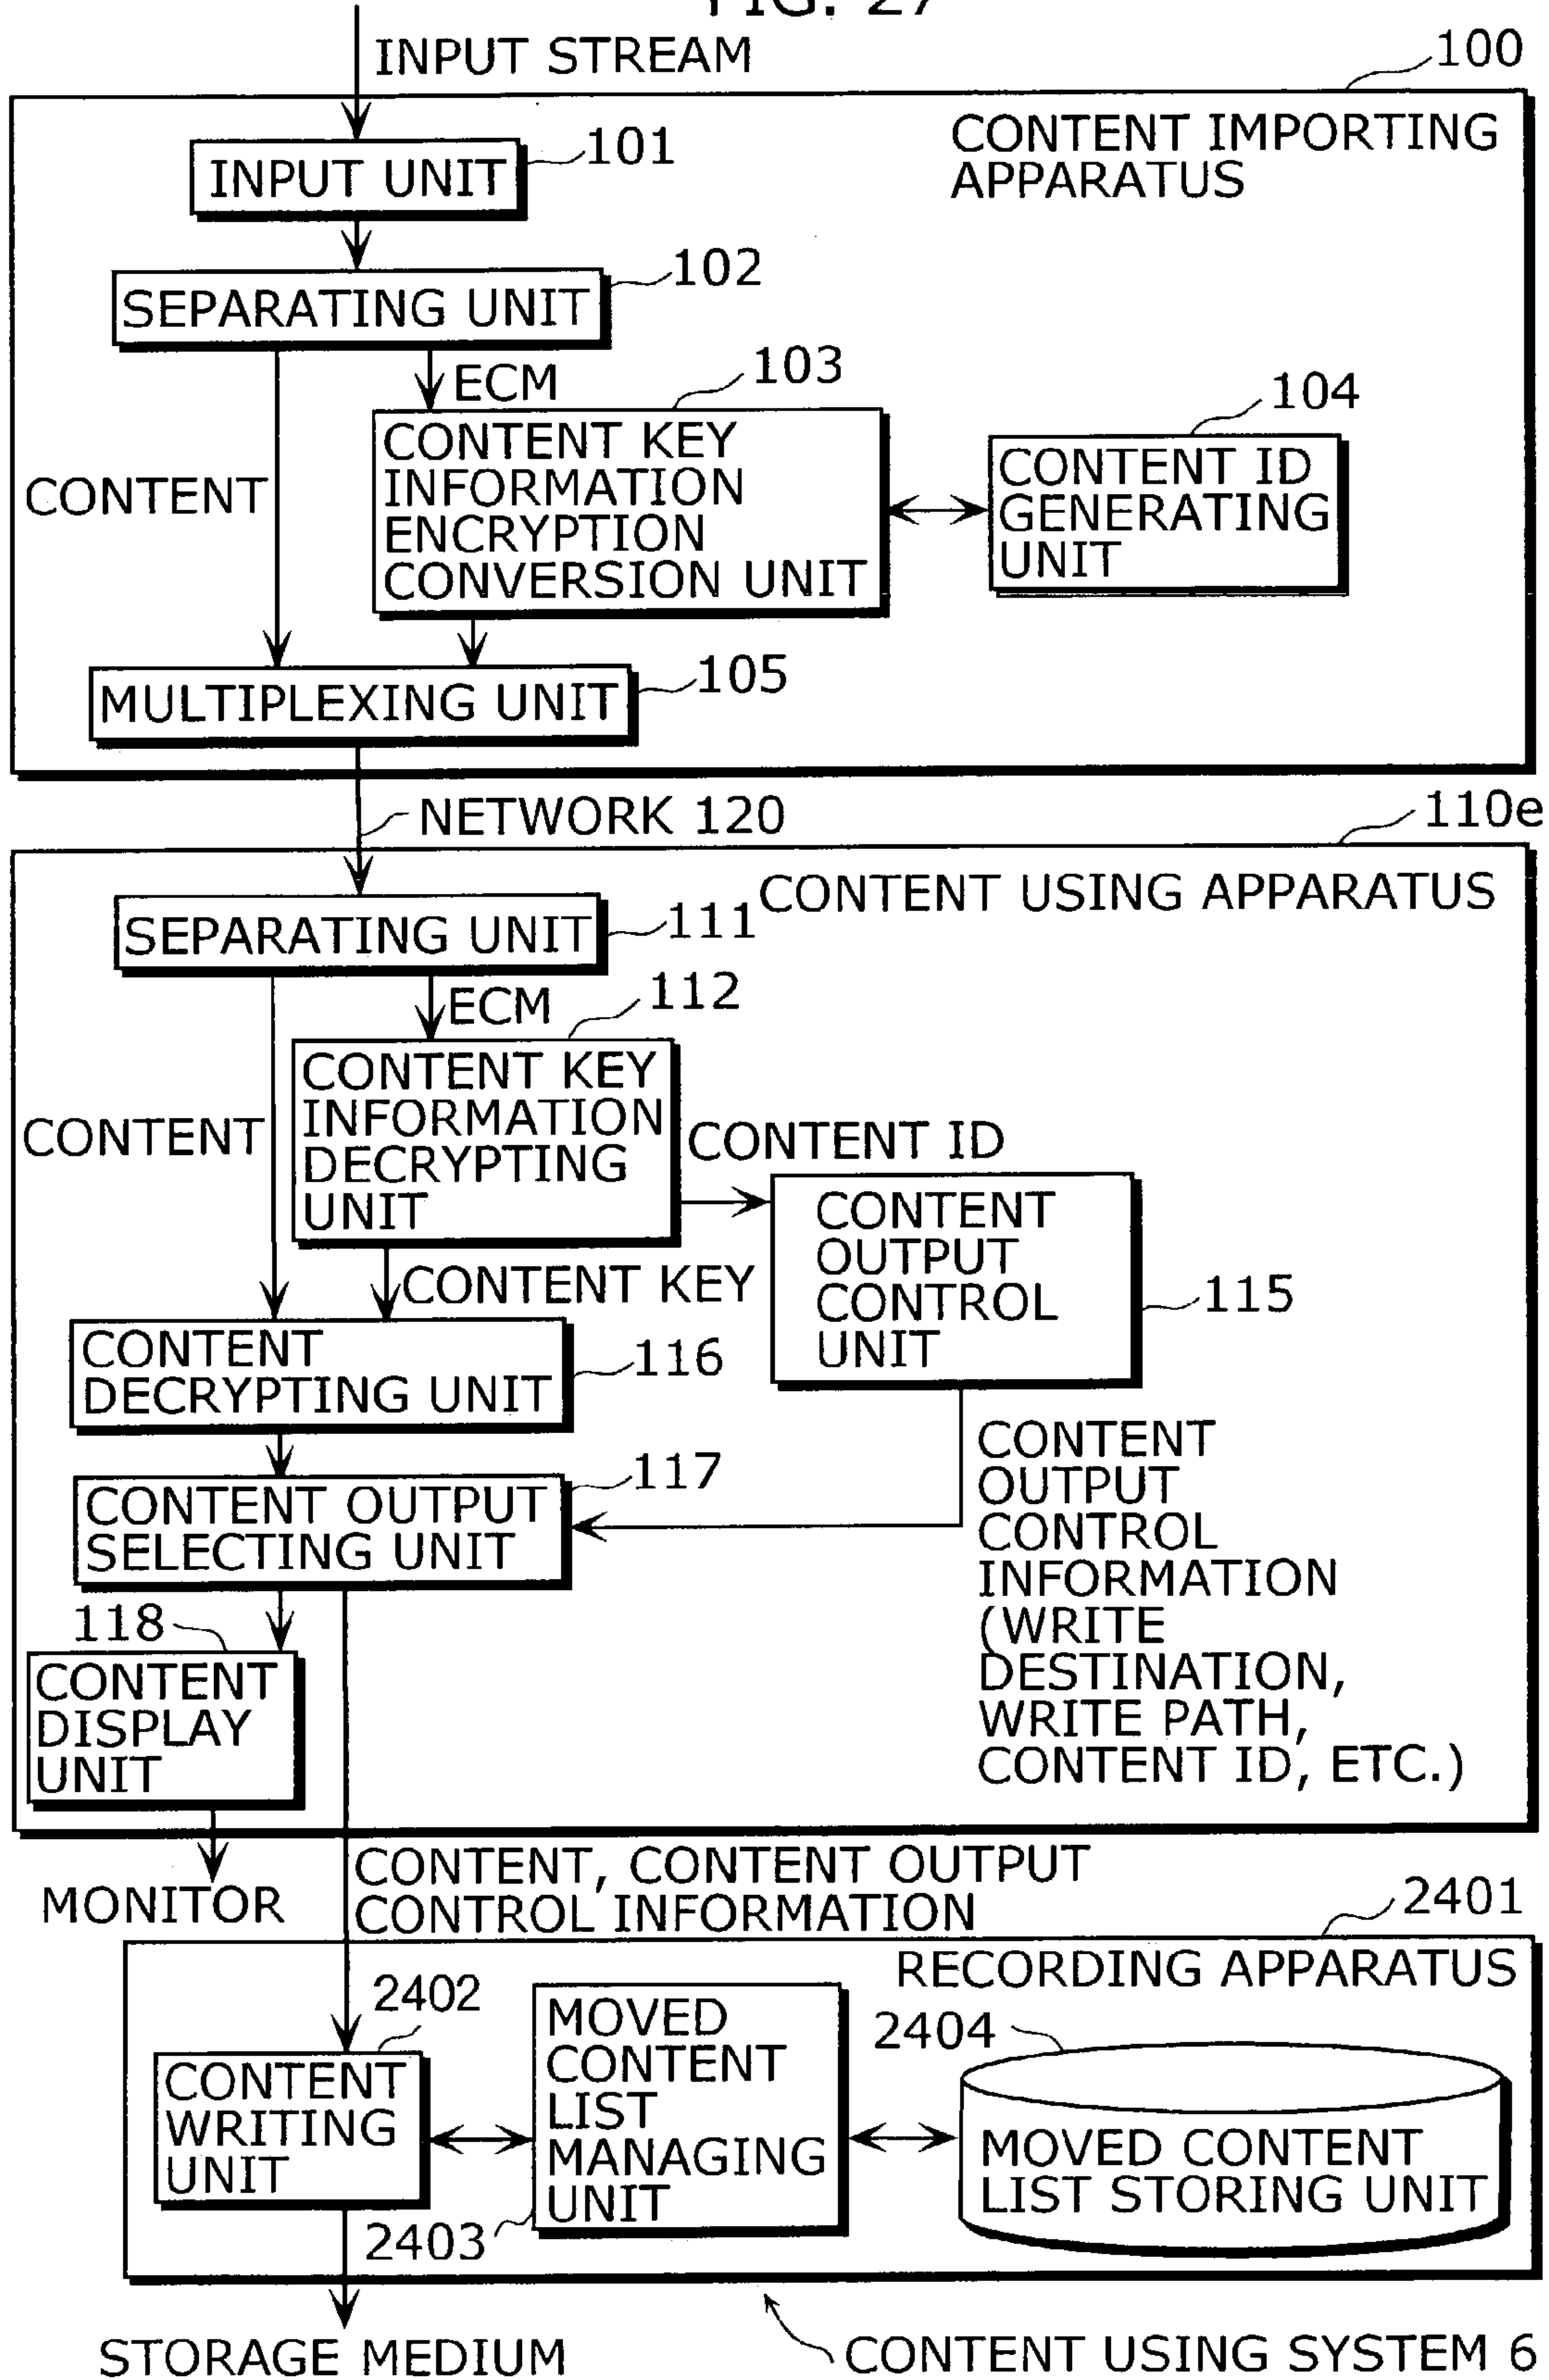 FIG. 27
INPUT STREAM
100
CONTENT IMPORTING
APPARATUS
101
INPUT UNIT
102
SEPARATING UNIT
ECM
103
104
CONTENT KEY
INFORMATION
ENCRYPTION
CONVERSION UNIT
CONTENT ID
GENERATING
UNIT
CONTENT
105
MULTIPLEXING UNIT
NETWORK 120
110e
CONTENT USING APPARATUS
SEPARATING UNIT
111
ECM
112
CONTENT KEY
INFORMATION
DECRYPTING
UNIT
CONTENT
CONTENT ID
CONTENT
OUTPUT
CONTROL
UNIT
115
CONTENT KEY
CONTENT
DECRYPTING UNIT
116
CONTENT OUTPUT
SELECTING UNIT
117
CONTENT
OUTPUT
CONTROL
INFORMATION
(WRITE
DESTINATION,
WRITE PATH,
CONTENT ID, ETC.)
118
CONTENT
DISPLAY
UNIT
MONITOR
CONTENT, CONTENT OUTPUT
CONTROL INFORMATION
2401
RECORDING APPARATUS
2402
CONTENT
WRITING
UNIT
MOVED
CONTENT
LIST
MANAGING
UNIT
2403
2404
MOVED CONTENT
LIST STORING UNIT
STORAGE MEDIUM
CONTENT USING SYSTEM 6